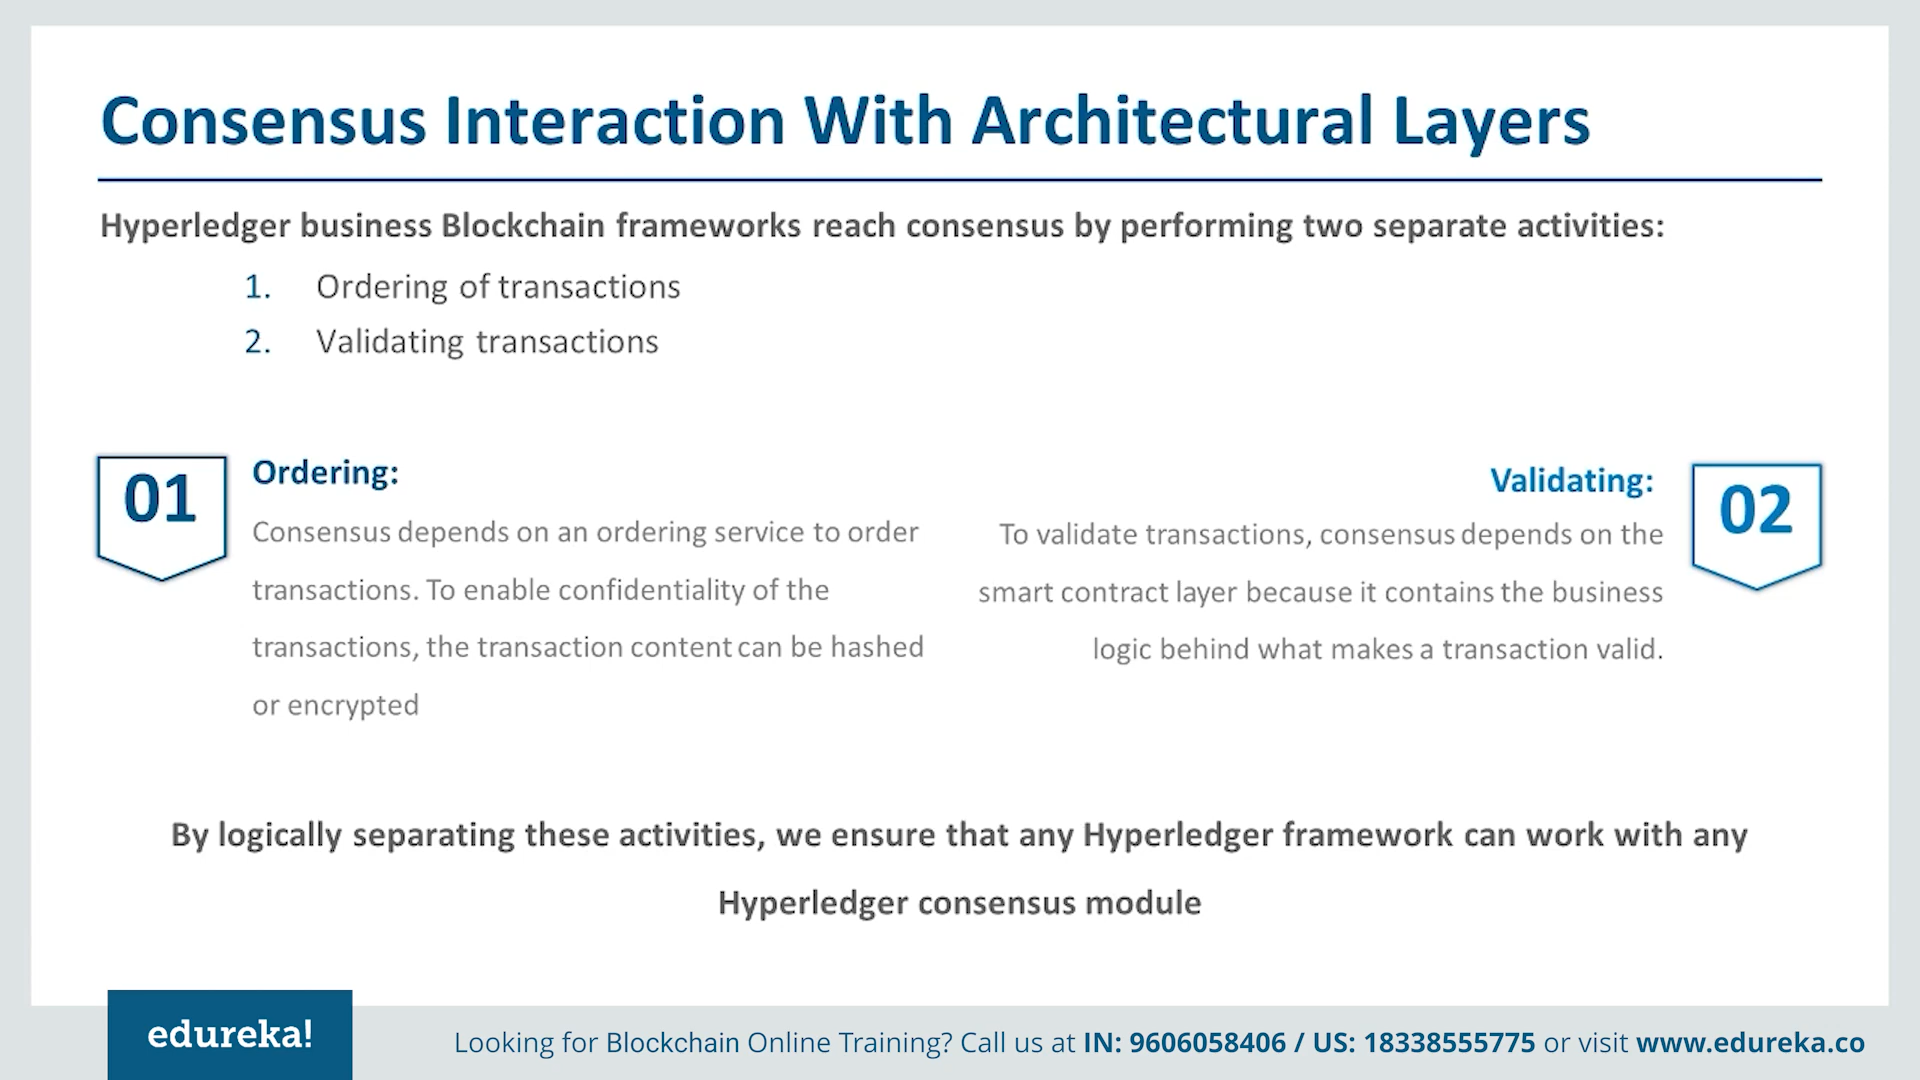 Consensus Interaction With Architectural Layers
Hyperledger business Blockchain frameworks reach consensus by performing two separate activities:
1. Ordering of transactions
2. Validating transactions
01
Ordering:
Consensus depends on an ordering service to order
transactions. To enable confidentiality of the
transactions, the transaction content can be hashed
or encrypted
Validating:
02
To validate transactions, consensus depends on the
smart contract layer because it contains the business
logic behind what makes a transaction valid.
By logically separating these activities, we ensure that any Hyperledger framework can work with any
Hyperledger consensus module
edureka!
Looking for Blockchain Online Training? Call us at IN: 9606058406 / US: 18338555775 or visit www.edureka.co